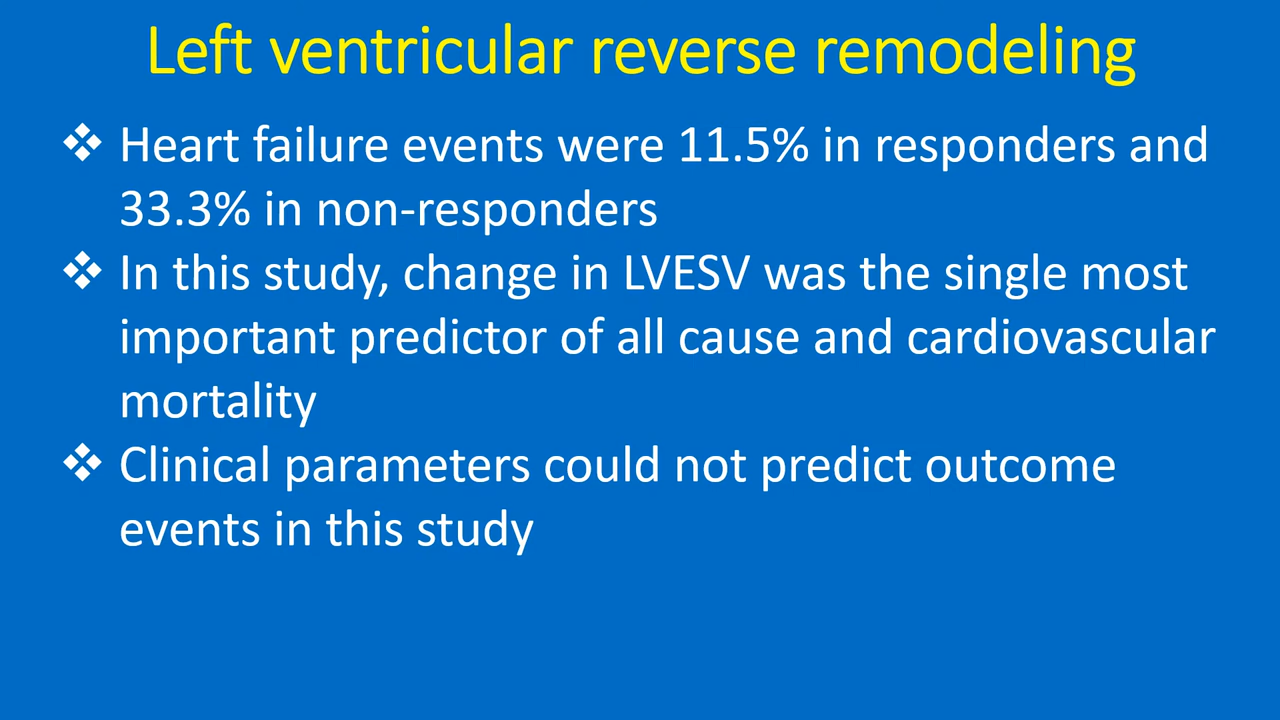 Left ventricular reverse remodeling
❖ Heart failure events were 11.5% in responders and
33.3% in non-responders
❖ In this study, change in LVESV was the single most
important predictor of all cause and cardiovascular
mortality
❖ Clinical parameters could not predict outcome
events in this study